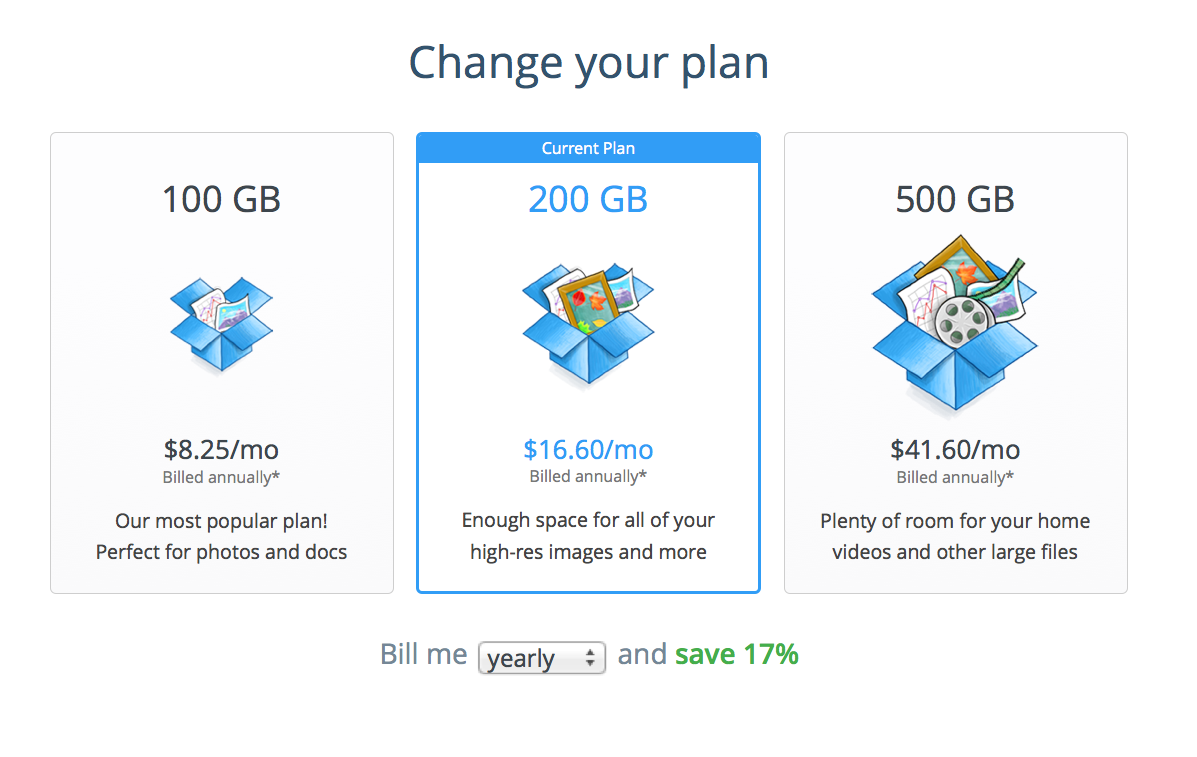 Change your plan
100 GB
$8.25/mo
Billed annually*
Our most popular plan!
Perfect for photos and docs
Current Plan
200 GB
$16.60/mo
Billed annually*
Enough space for all of your
high-res images and more
500 GB
$41.60/mo
Billed annually*
Plenty of room for your home
videos and other large files
Bill me yearly and save 17%